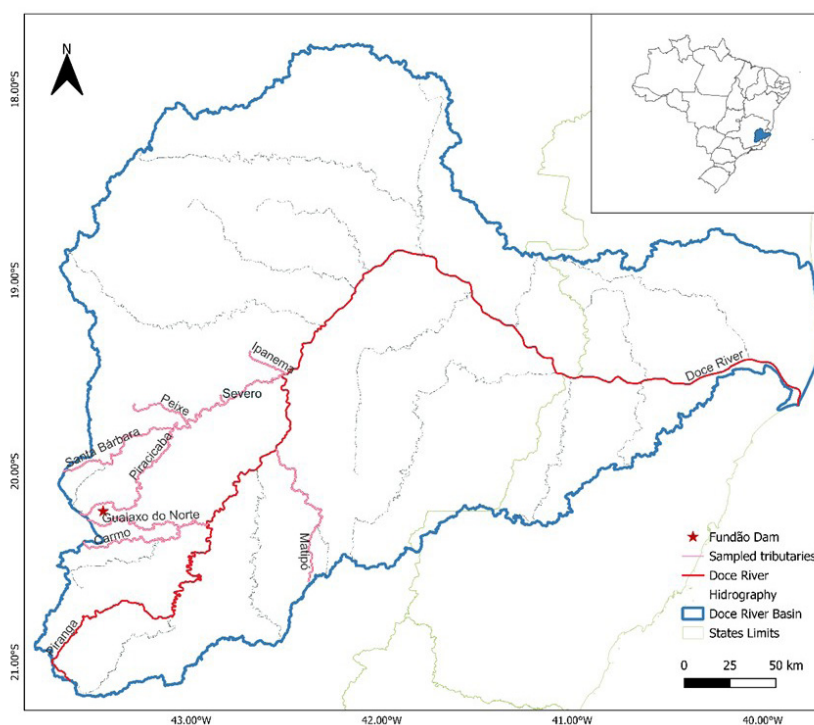 N
18.00°S
19.00°S
20.00°S
21.00°S
Ipanema
Severo
Peixe
Santa Bárbara
Piracicaba
Gualaxo do Norte
Carmo
Matipó
Piranga
Doce River
Fundão Dam
Sampled tributaries
Doce River
Hidrography
Doce River Basin
States Limits
0 25 50 km
43.00°W 42.00°W 41.00°W 40.00°W